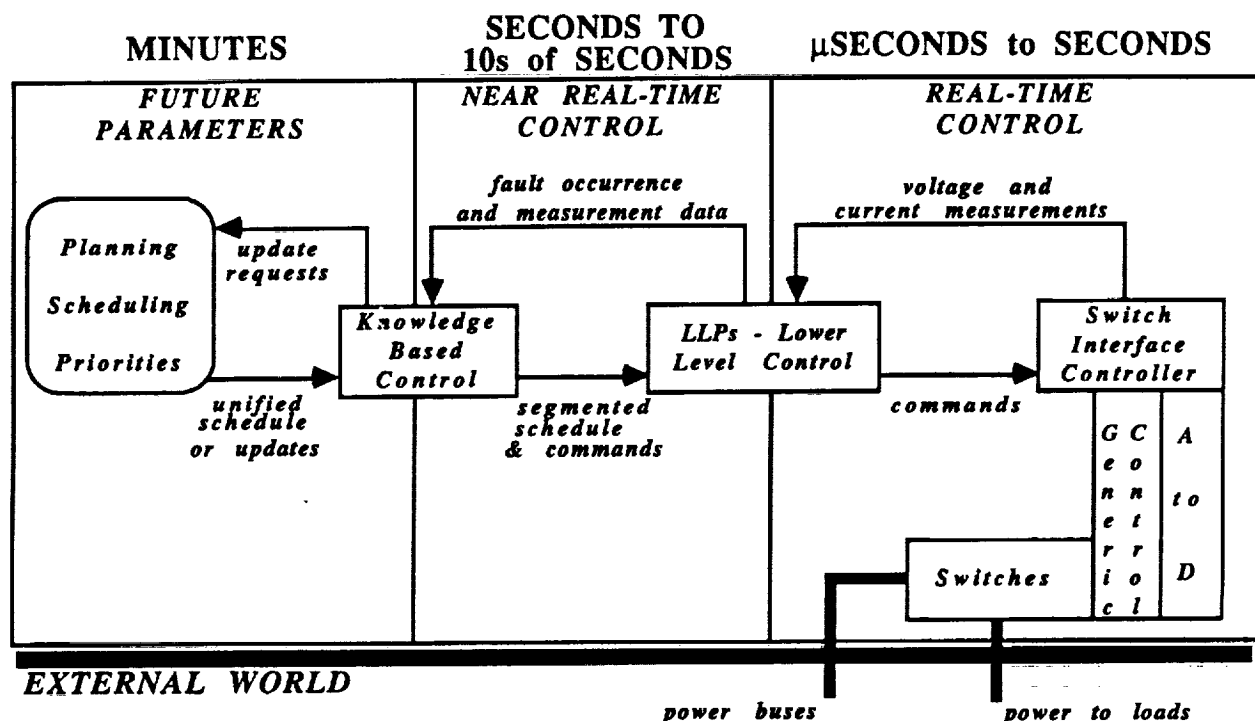 MINUTES
SECONDS TO
10s of SECONDS
µSECONDS to SECONDS
FUTURE
PARAMETERS
NEAR REAL-TIME
CONTROL
REAL-TIME
CONTROL
fault occurrence
and measurement data
voltage and
current measurements
Planning
Scheduling
Priorities
update
requests
Knowledge
Based
Control
LLPs - Lower
Level Control
Switch
Interface
Controller
unified
schedule
or updates
segmented
schedule
& commands
commands
Generic
Control
A
to
D
Switches
EXTERNAL WORLD
power buses
power to loads